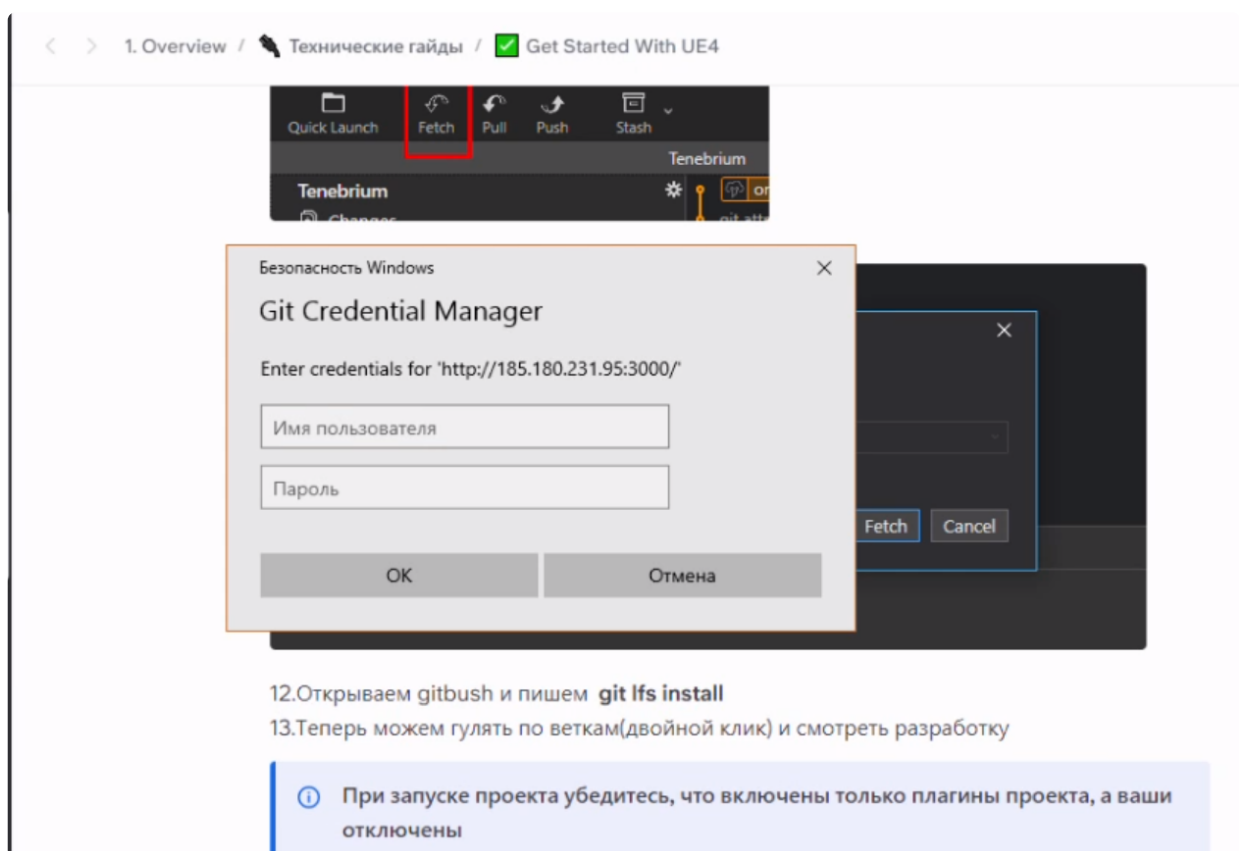 1. Overview / Технические гайды / Get Started With UE4
Quick Launch Fetch Pull Push Stash
Tenebrium
Tenebrium
Changes
Безопасность Windows
Git Credential Manager
Enter credentials for 'http://185.180.231.95:3000/'
Имя пользователя
Пароль
OK Отмена
Fetch Cancel
12.Открываем gitbush и пишем git lfs install
13.Теперь можем гулять по веткам(двойной клик) и смотреть разработку
При запуске проекта убедитесь, что включены только плагины проекта, а ваши
отключены